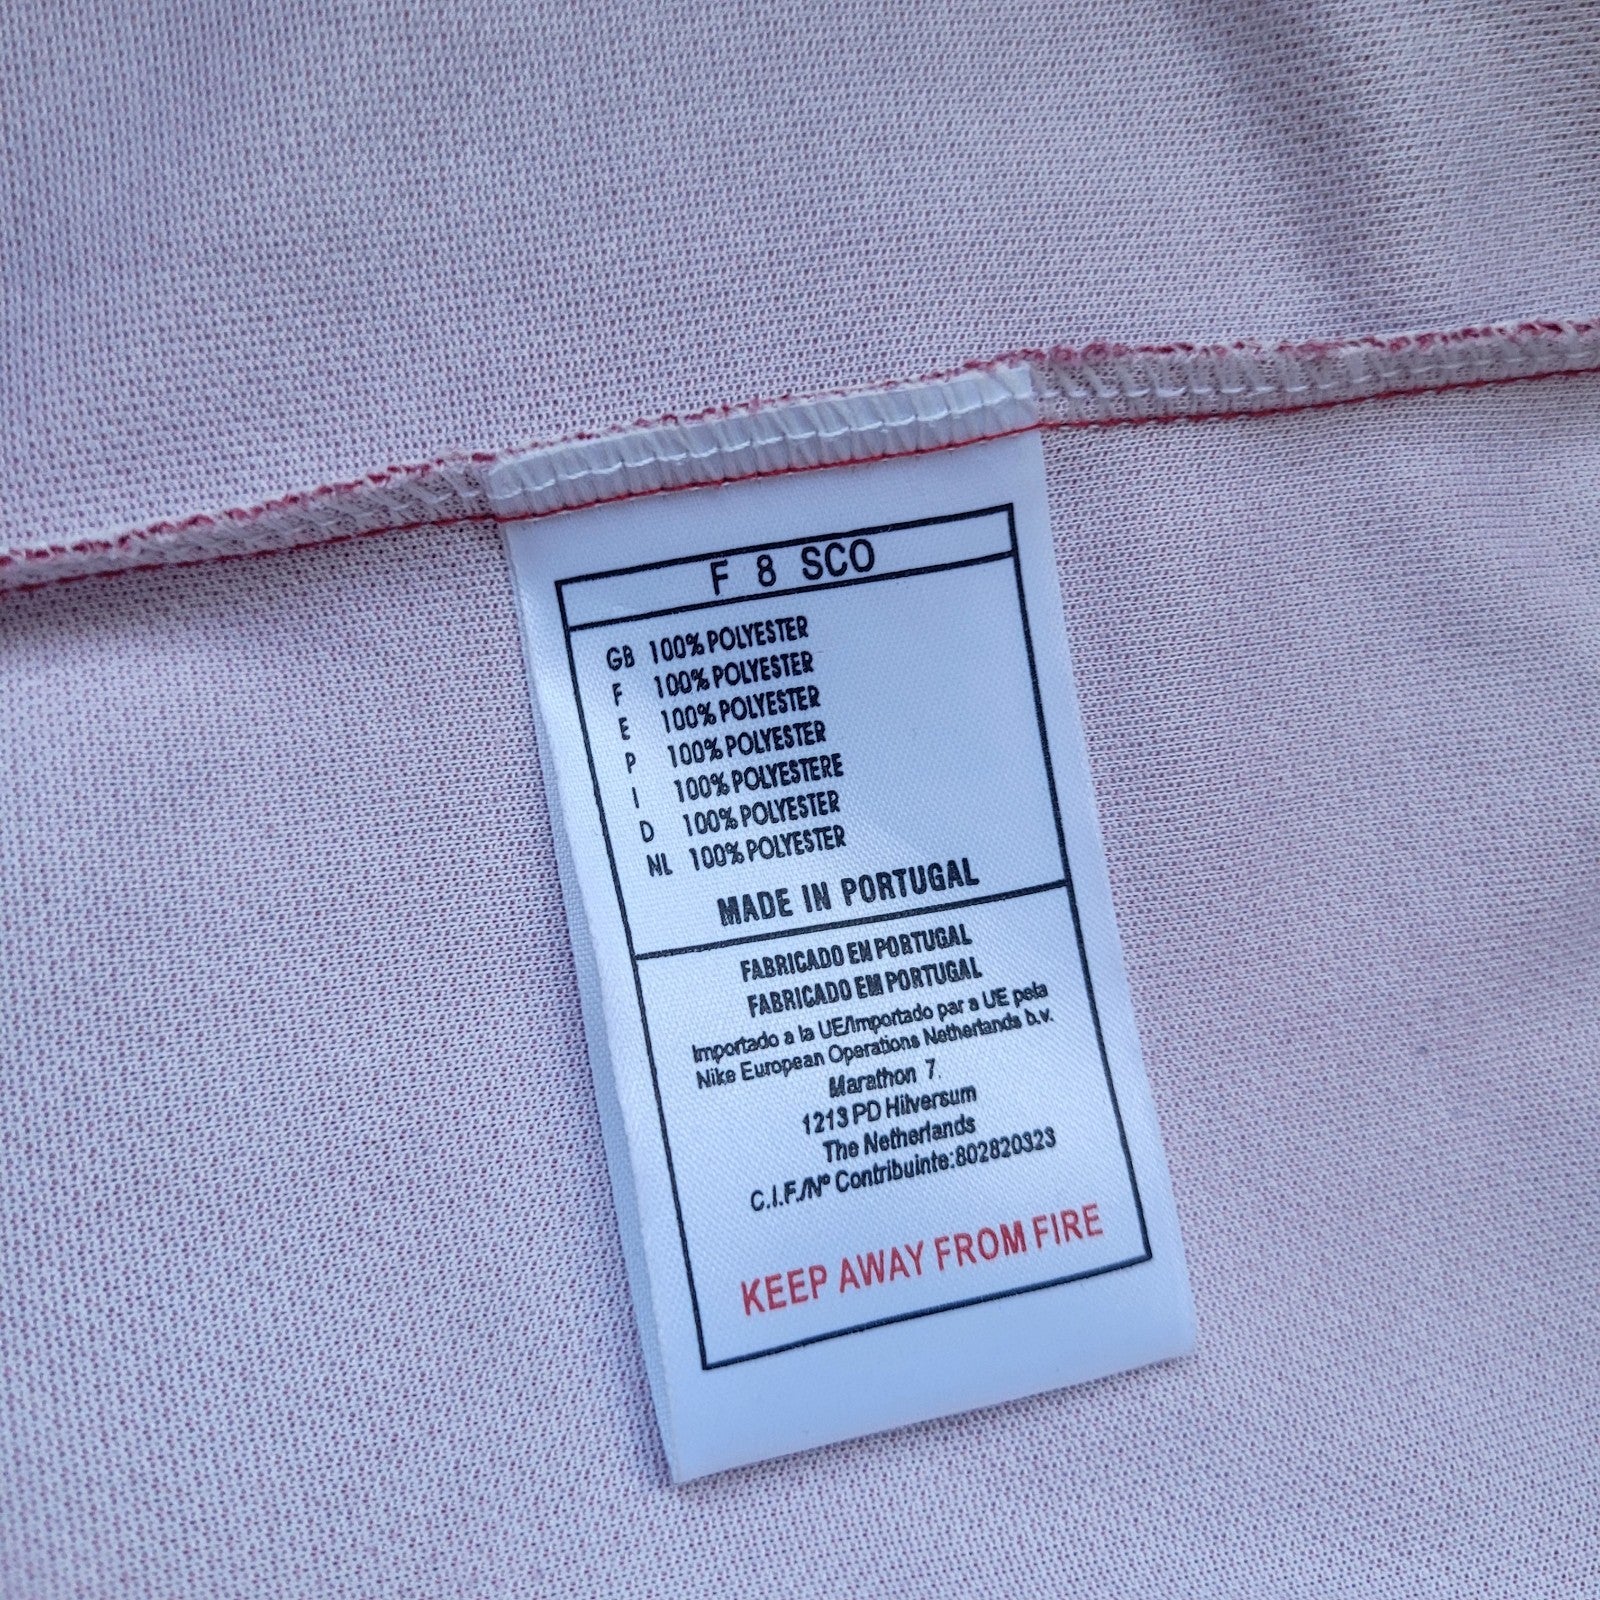 F 8 SCO
GB 100% POLYESTER
F 100% POLYESTER
E 100% POLYESTER
P 100% POLYESTER
I 100% POLYESTERE
D 100% POLYESTER
NL 100% POLYESTER
MADE IN PORTUGAL
FABRICADO EN PORTUGAL
FABRICADO EM PORTUGAL
Importado a la UE/Importado par a UE pela
Nike European Operations Netherlands b.v.
Marathon 7.
1213 PD Hilversum
The Netherlands
C.I.F./Nº Contribuinte:802820323
KEEP AWAY FROM FIRE